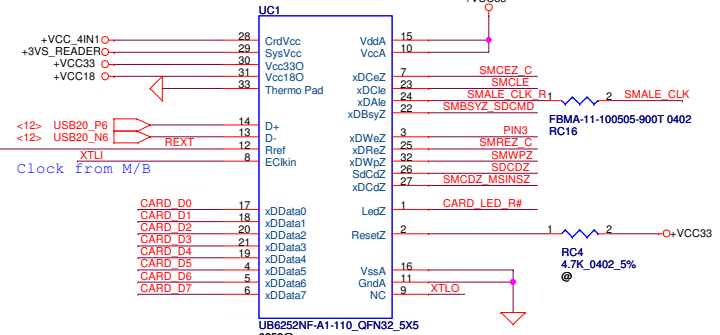 UC1
+VCC_4IN1 28 CrdVcc
+3VS_READER 29 SysVcc
+VCC33 30 Vcc33O
+VCC18 31 Vcc18O
33 Thermo Pad
<12> USB20_P6 14 D+
<12> USB20_N6 13 D-
REXT 12 Rref
XTLI 8 EClkin
Clock from M/B
CARD_D0 17 xDData0
CARD_D1 18 xDData1
CARD_D2 20 xDData2
CARD_D3 21 xDData3
CARD_D4 19 xDData4
CARD_D5 4 xDData5
CARD_D6 5 xDData6
CARD_D7 6 xDData7
VddA 15
VccA 10
xDCeZ 7 SMCEZ_C
xDCle 23 SMCLE
xDAle 24 SMALE_CLK_R 1 2 SMALE_CLK
xDBsyZ 22 SMBSYZ_SDCMD
FBMA-11-100505-900T 0402
RC16
xDWeZ 3 PIN3
xDReZ 25 SMREZ_C
xDWpZ 32 SMWPZ
SdCdZ 26 SDCDZ
xDCdZ 27 SMCDZ_MSINSZ
LedZ 1 CARD_LED_R#
ResetZ 2 1 2 +VCC33
RC4
4.7K_0402_5%
@
VssA 16
GndA 11
NC 9 XTLO
UB6252NF-A1-110_QFN32_5X5